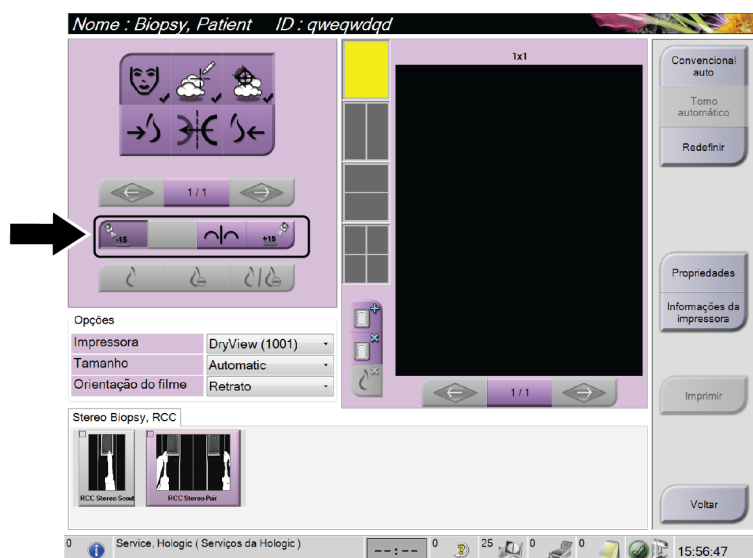 Nome : Biopsy, Patient ID : qweqwdqd
1/1
-15
+15
Opções
Impressora DryView (1001)
Tamanho Automatic
Orientação do filme Retrato
1x1
1/1
Convencional
auto
Tomo
automático
Redefinir
Propriedades
Informações da
impressora
Imprimir
Voltar
Stereo Biopsy, RCC
RCC Stereo Scout
RCC Stereo Pair
0 Service, Hologic ( Serviços da Hologic ) --:-- 0 25 0 0 15:56:47